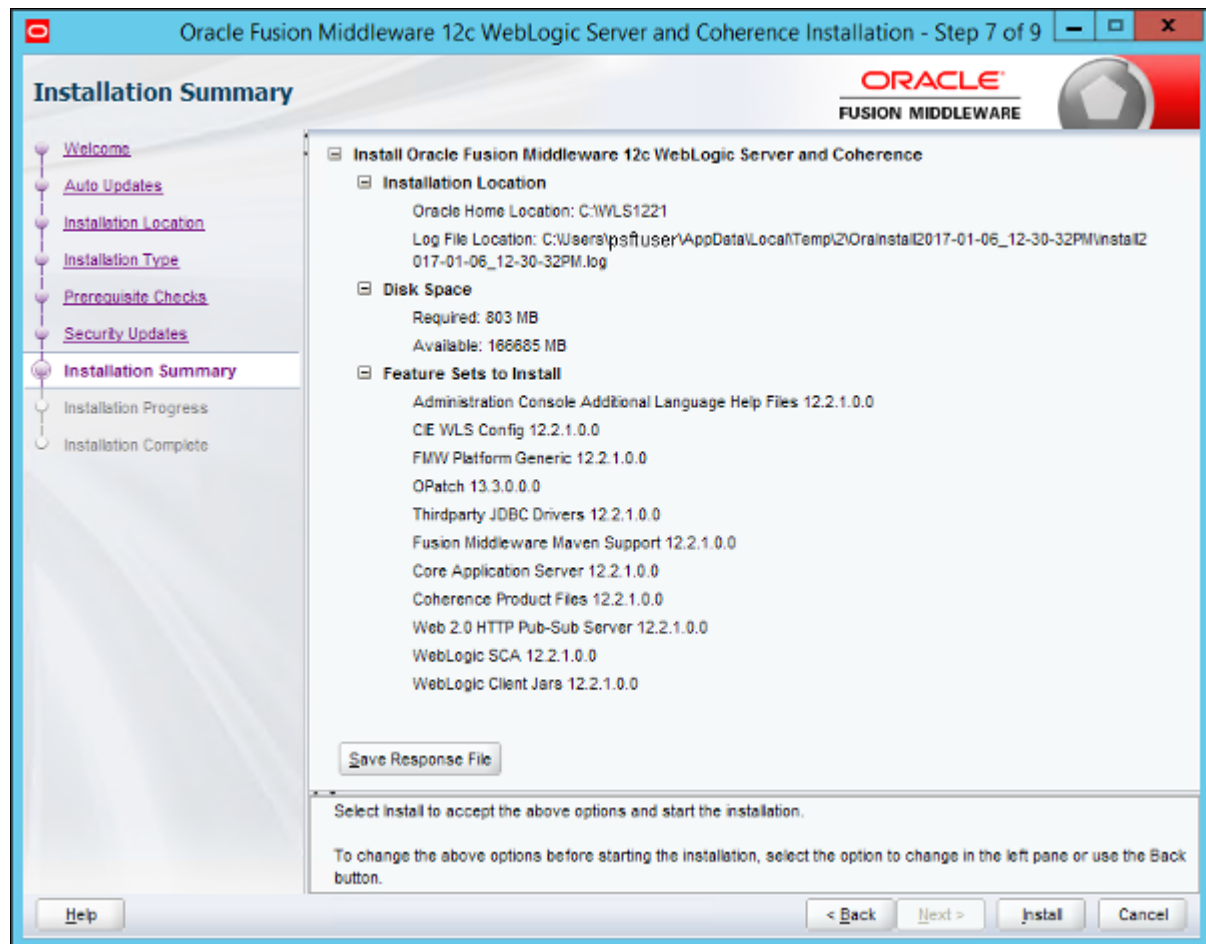 Oracle Fusion Middleware 12c WebLogic Server and Coherence Installation - Step 7 of 9
Installation Summary
ORACLE
FUSION MIDDLEWARE
Welcome
Auto Updates
Installation Location
Installation Type
Prerequisite Checks
Security Updates
Installation Summary
Installation Progress
Installation Complete
Install Oracle Fusion Middleware 12c WebLogic Server and Coherence
Installation Location
Oracle Home Location: C:\WLS1221
Log File Location: C:\Users\psftuser\AppData\Local\Temp\2\OraInstall2017-01-06_12-30-32PM\install2
017-01-06_12-30-32PM.log
Disk Space
Required: 803 MB
Available: 166685 MB
Feature Sets to Install
Administration Console Additional Language Help Files 12.2.1.0.0
CIE WLS Config 12.2.1.0.0
FMW Platform Generic 12.2.1.0.0
OPatch 13.3.0.0.0
Thirdparty JDBC Drivers 12.2.1.0.0
Fusion Middleware Maven Support 12.2.1.0.0
Core Application Server 12.2.1.0.0
Coherence Product Files 12.2.1.0.0
Web 2.0 HTTP Pub-Sub Server 12.2.1.0.0
WebLogic SCA 12.2.1.0.0
WebLogic Client Jars 12.2.1.0.0
Save Response File
Select Install to accept the above options and start the installation.
To change the above options before starting the installation, select the option to change in the left pane or use the Back
button.
Help
< Back
Next >
Install
Cancel